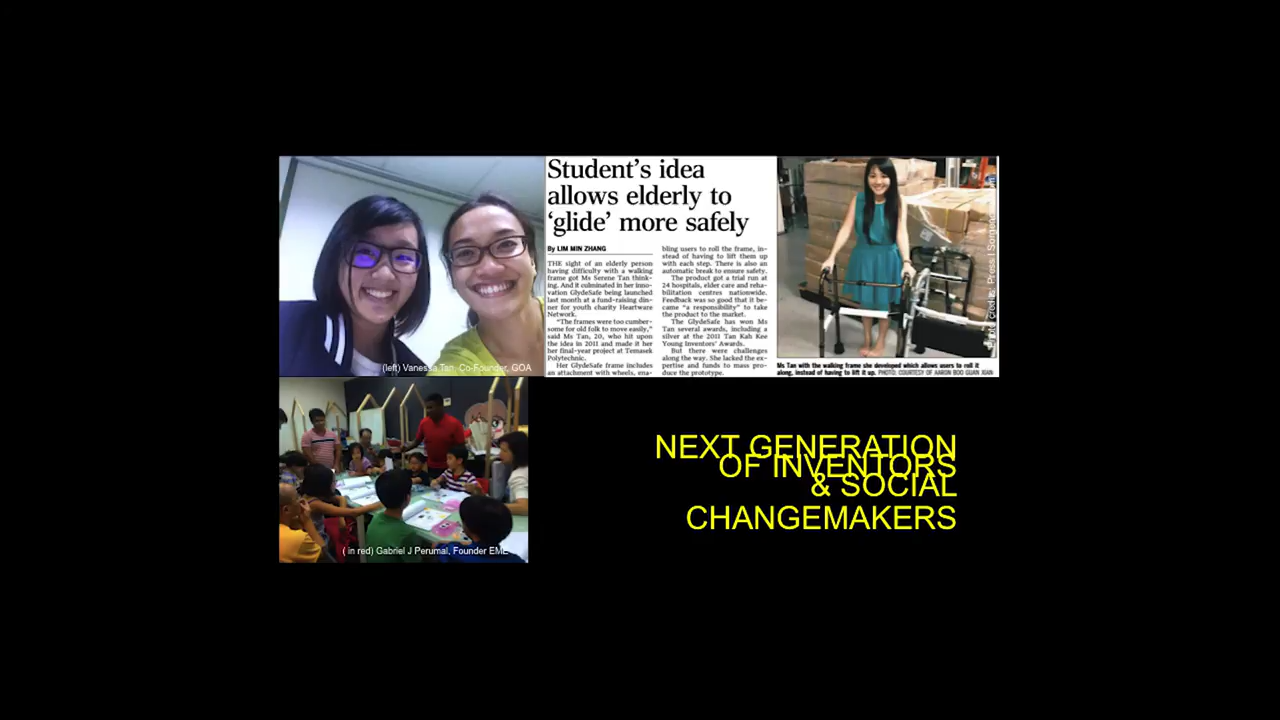 Student's idea
allows elderly to
'glide' more safely
By LIM MIN ZHANG
THE sight of an elderly person
having difficulty with a walking
frame got Ms Serene Tan think-
ing. And it culminated in her inno-
vation GlydeSafe being launched
last month at a fund-raising din-
ner for youth charity Heartware
Network.
"The frames were too cumber-
some for old folk to move easily,"
said Ms Tan, 20, who hit upon
the idea in 2011 and made it her
her final-year project at Temasek
Polytechnic.
Her GlydeSafe frame includes
an attachment with wheels, ena-
bling users to roll the frame, in-
stead of having to lift them up
with each step. There is also an
automatic break to ensure safety.
The product got a trial run at
24 hospitals, elder care and reha-
bilitation centres nationwide.
Feedback was so good that it be-
came "a responsibility" to take
the product to the market.
The GlydeSafe has won Ms
Tan several awards, including a
silver at the 2011 Tan Kah Kee
Young Inventors' Awards.
But there were challenges
along the way. She lacked the ex-
pertise and funds to mass pro-
duce the prototype.
Ms Tan with the walking frame she developed which allows users to roll it
along, instead of having to lift it up. PHOTO: COURTESY OF AARON BOO GUAN XIAN
(left) Vanessa Tan, Co-Founder, GOA
( in red) Gabriel J Perumal, Founder EME
NEXT GENERATION
OF INVENTORS
& SOCIAL
CHANGEMAKERS